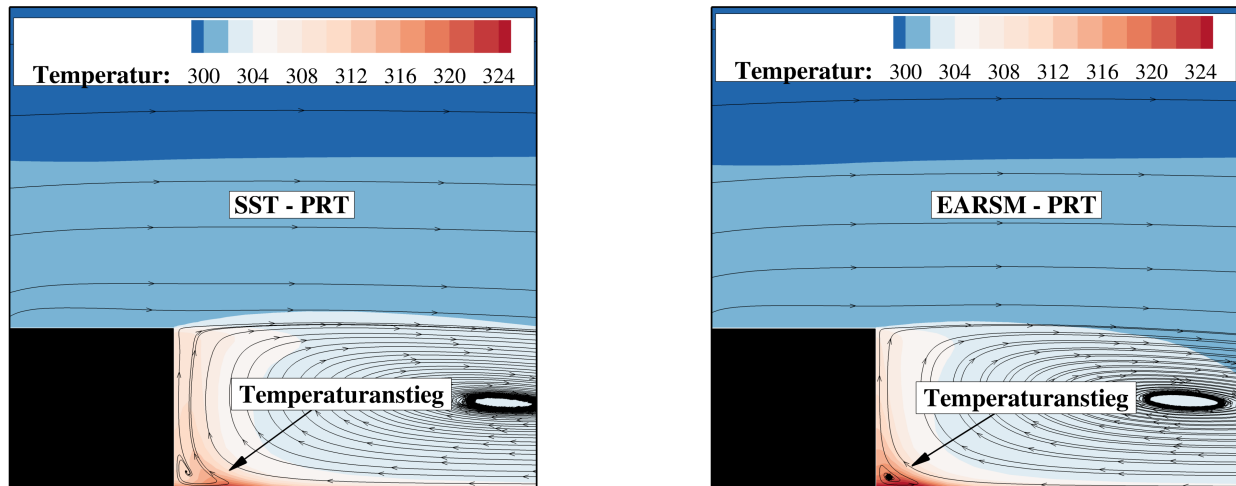 Temperatur: 300 304 308 312 316 320 324
SST - PRT
Temperaturanstieg
Temperatur: 300 304 308 312 316 320 324
EARSM - PRT
Temperaturanstieg